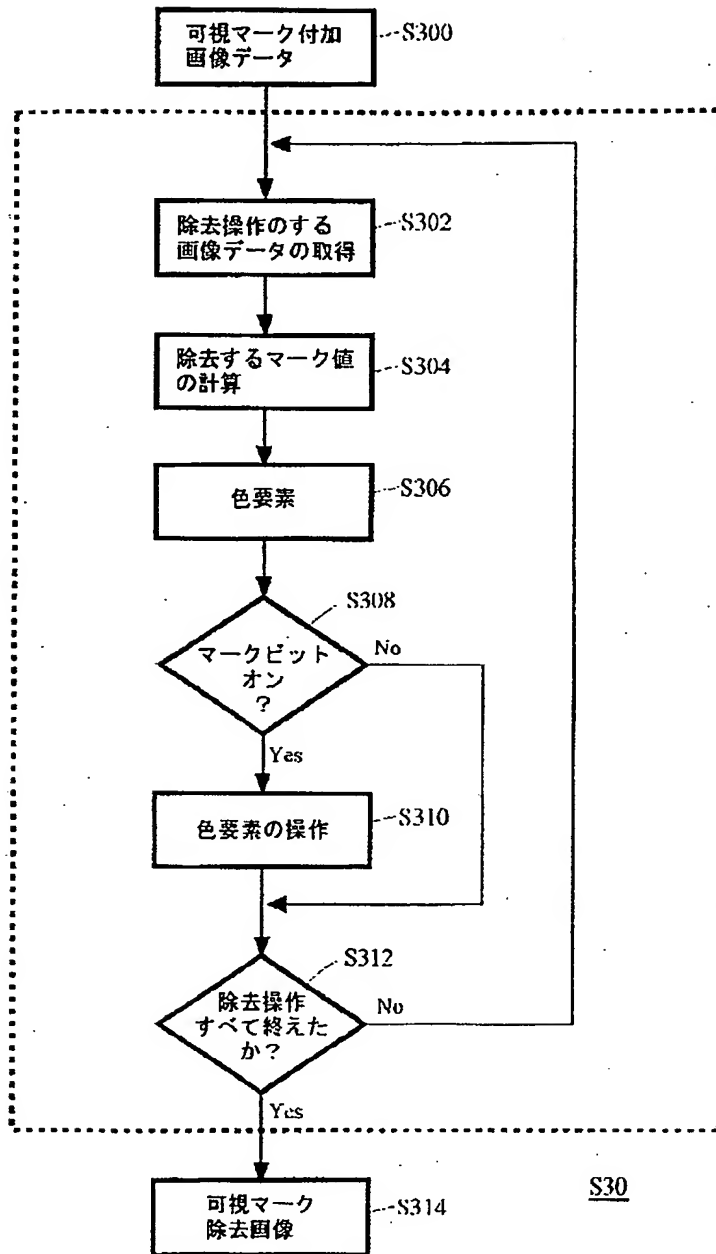 可視マーク付加
画像データ
S300
除去操作のする
画像データの取得
S302
除去するマーク値
の計算
S304
色要素
S306
S308
マークビット
オン
?
No
Yes
色要素の操作
S310
S312
除去操作
すべて終えた
か?
No
Yes
S30
可視マーク
除去画像
S314